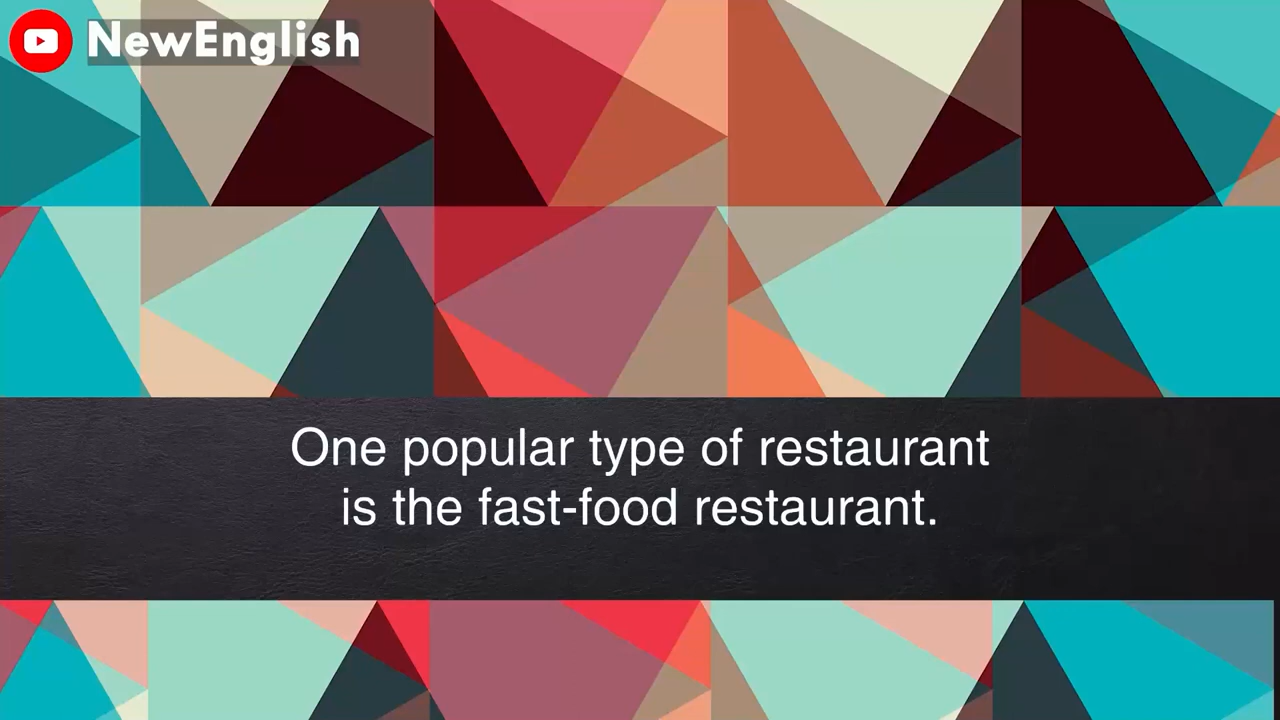 NewEnglish
One popular type of restaurant
is the fast-food restaurant.